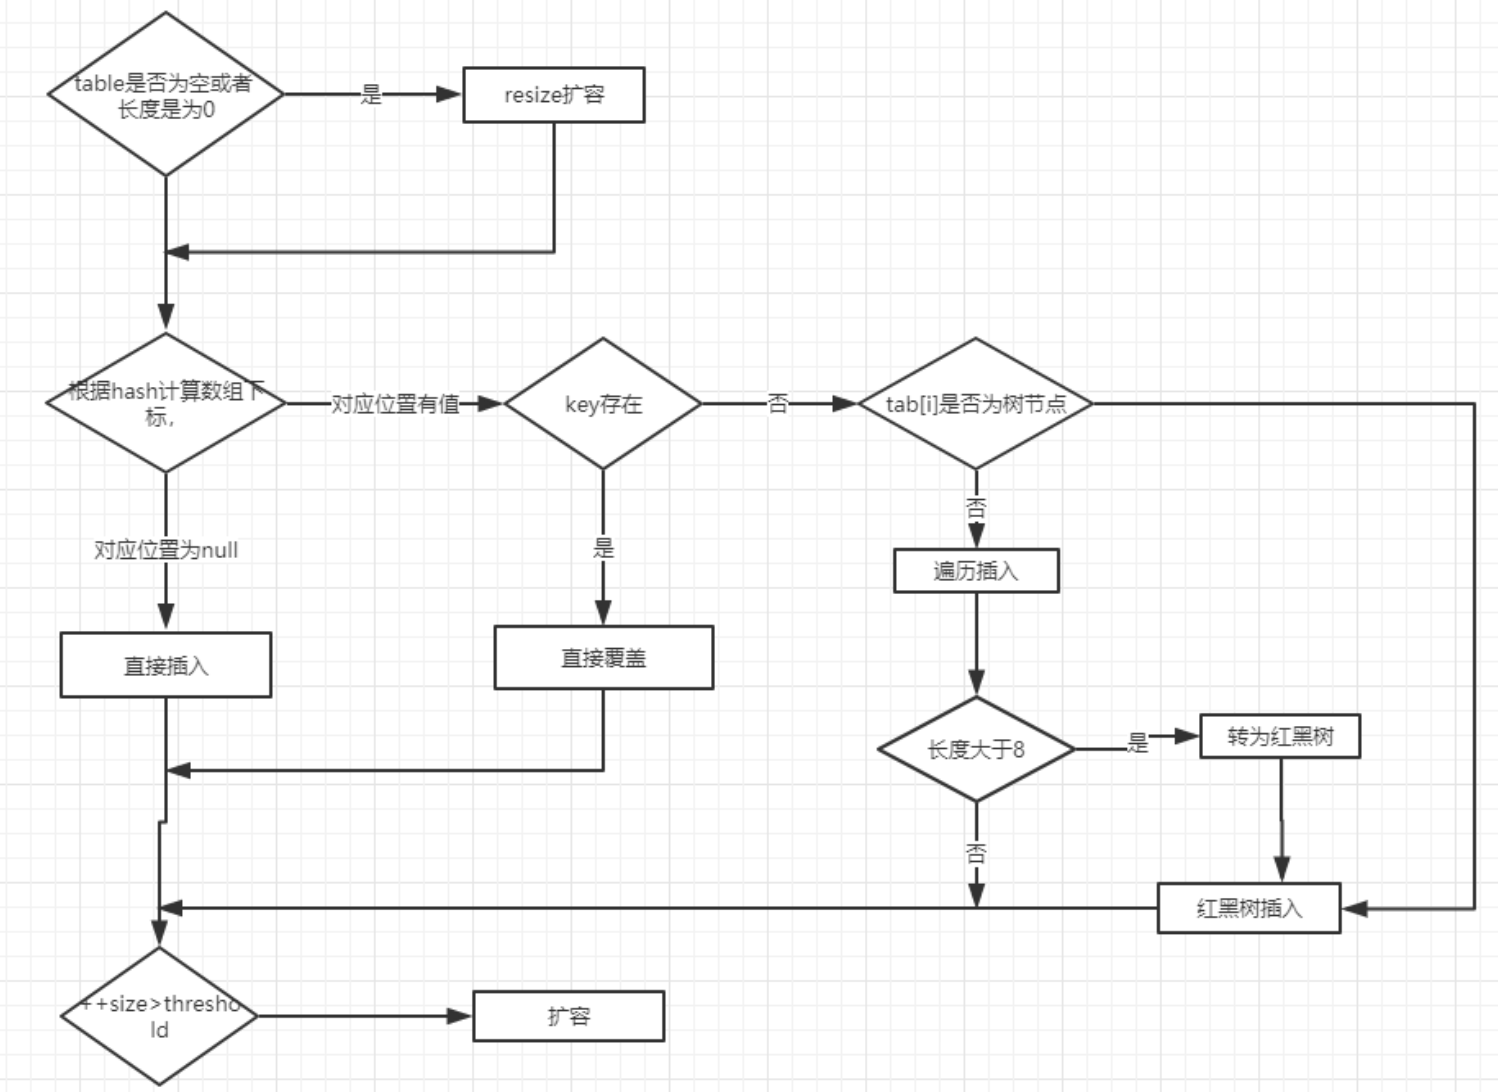 table是否为空或者
长度是为0
是
resize扩容
根据hash计算数组下
标,
对应位置有值
key存在
否
tab[i]是否为树节点
否
对应位置为null
是
遍历插入
直接插入
直接覆盖
长度大于8
是
转为红黑树
否
红黑树插入
++size>thresho
ld
扩容